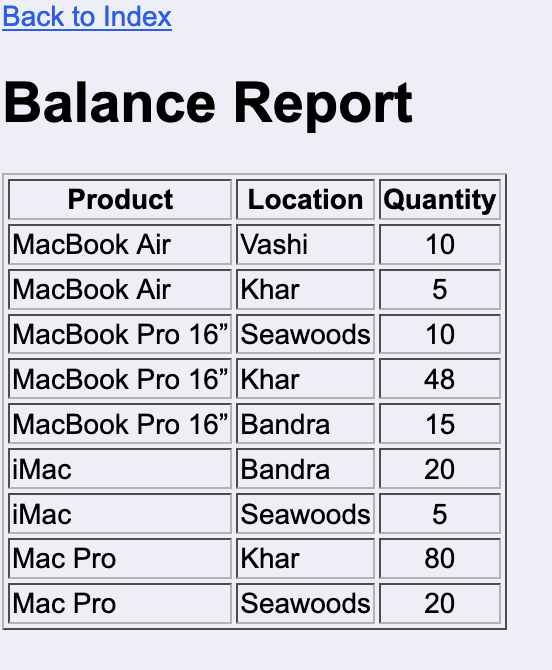 Back to Index
Balance Report
Product Location Quantity
MacBook Air Vashi 10
MacBook Air Khar 5
MacBook Pro 16” Seawoods 10
MacBook Pro 16” Khar 48
MacBook Pro 16” Bandra 15
iMac Bandra 20
iMac Seawoods 5
Mac Pro Khar 80
Mac Pro Seawoods 20